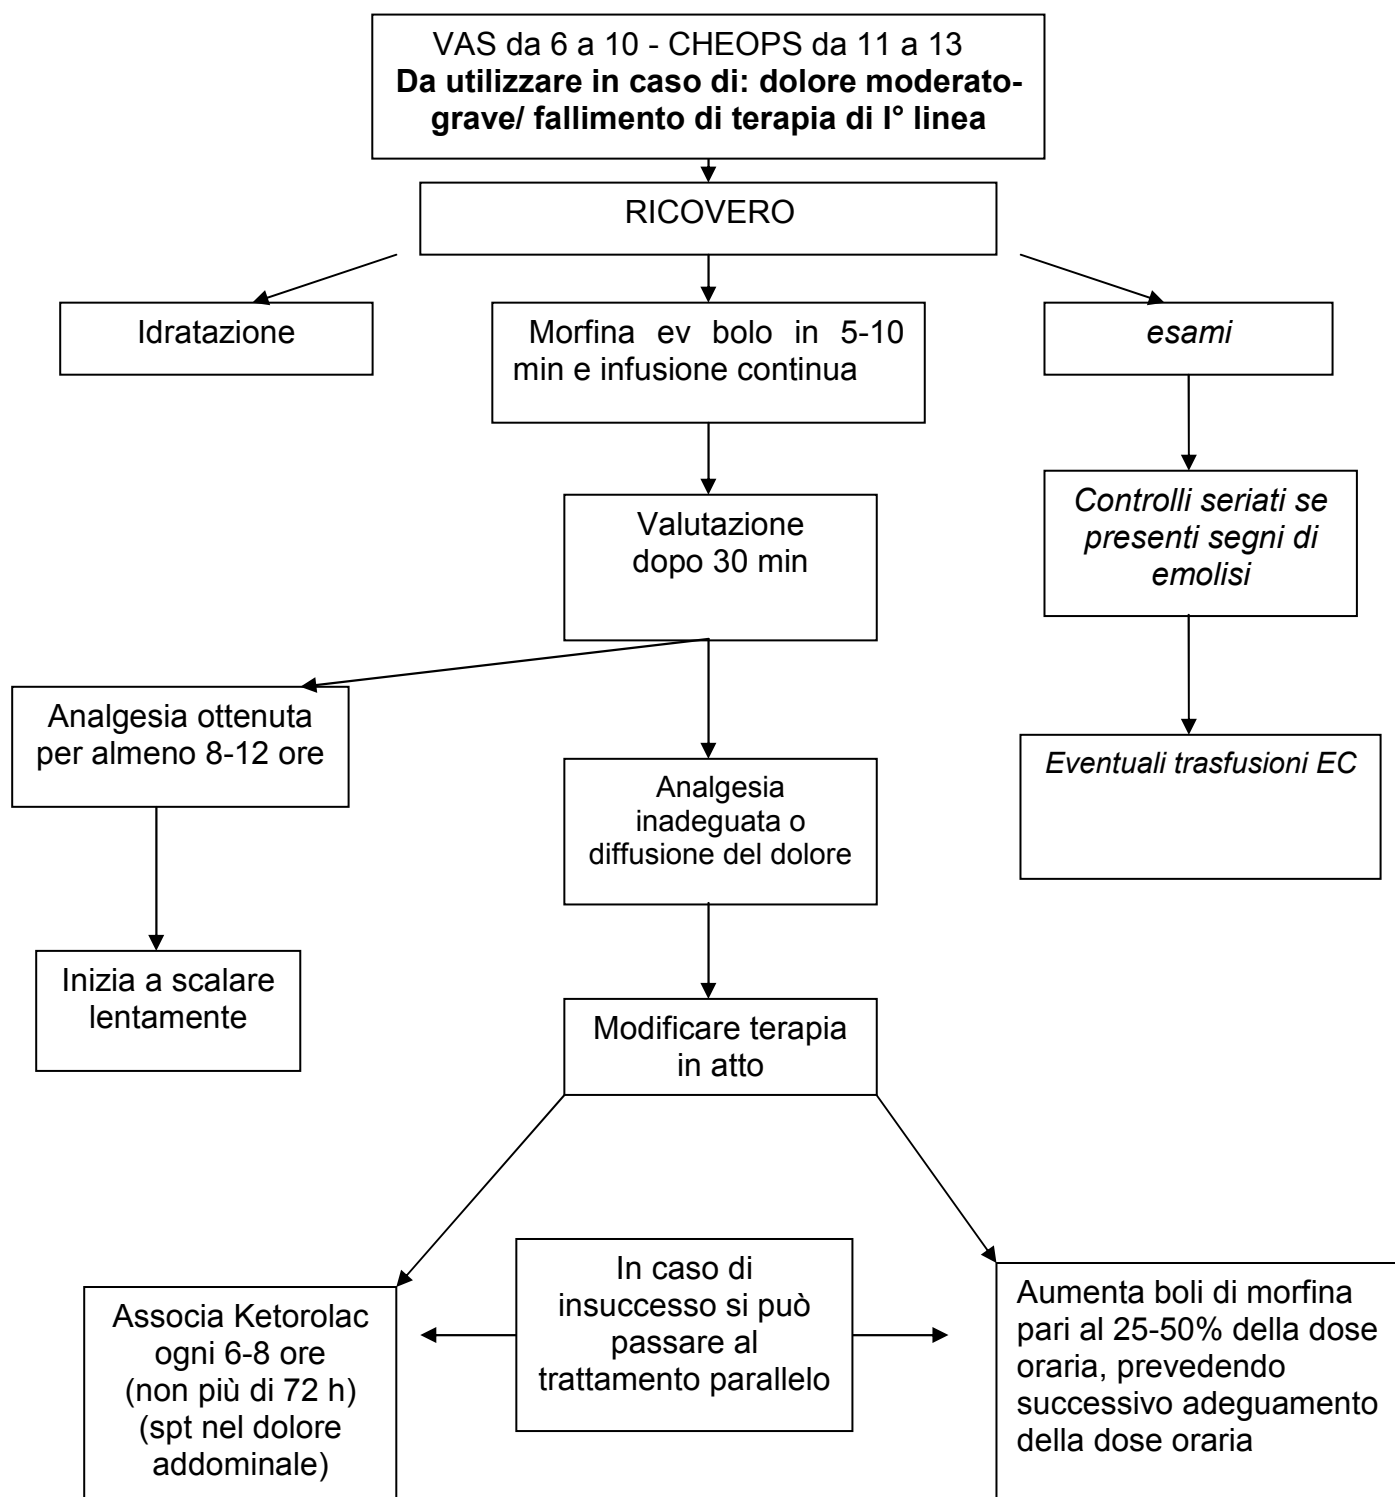 VAS da 6 a 10 - CHEOPS da 11 a 13
Da utilizzare in caso di: dolore moderato-
grave/ fallimento di terapia di I° linea
RICOVERO
Idratazione
Morfina ev bolo in 5-10
min e infusione continua
esami
Valutazione
dopo 30 min
Controlli seriati se
presenti segni di
emolisi
Analgesia ottenuta
per almeno 8-12 ore
Analgesia
inadeguata o
diffusione del dolore
Eventuali trasfusioni EC
Inizia a scalare
lentamente
Modificare terapia
in atto
Associa Ketorolac
ogni 6-8 ore
(non più di 72 h)
(spt nel dolore
addominale)
In caso di
insuccesso si può
passare al
trattamento parallelo
Aumenta boli di morfina
pari al 25-50% della dose
oraria, prevedendo
successivo adeguamento
della dose oraria